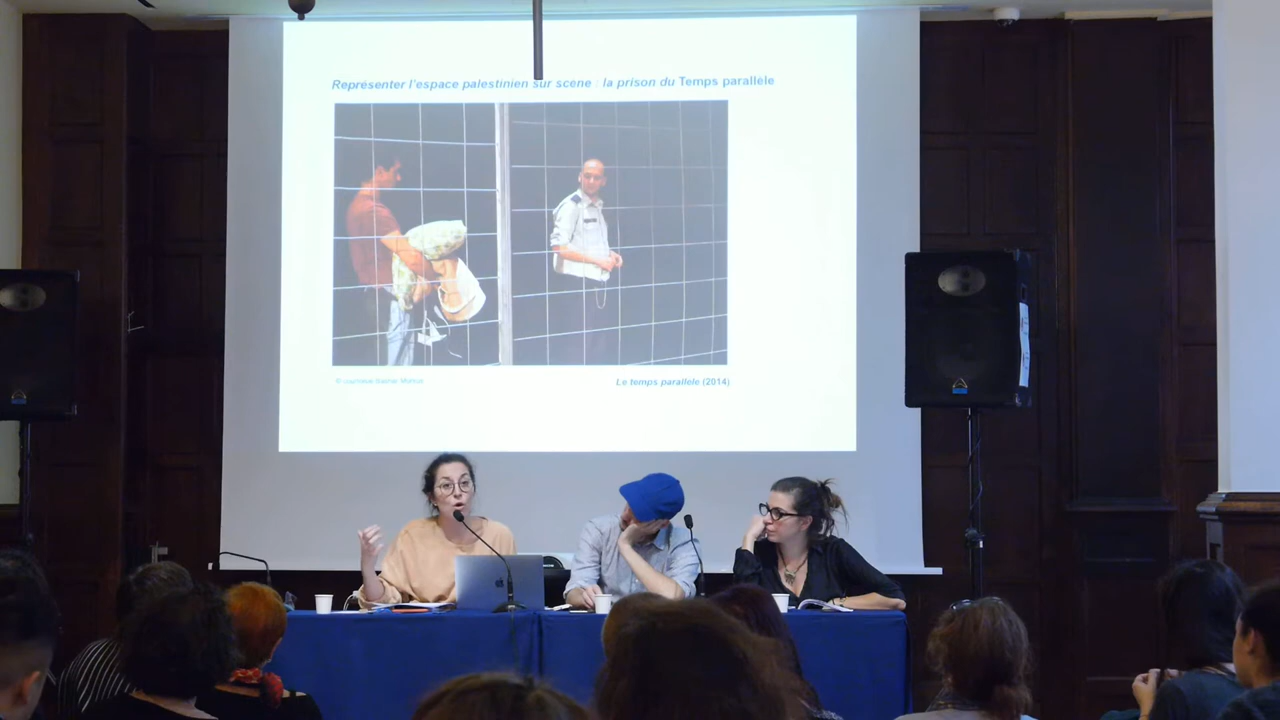 Représenter l'espace palestinien sur scène : la prison du Temps parallèle
Le temps parallèle (2014)